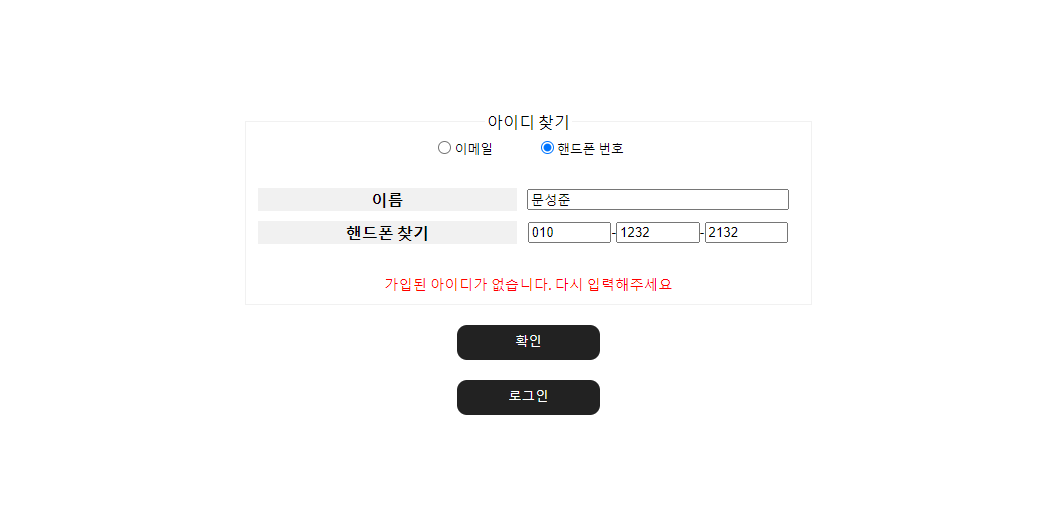 아이디 찾기
이메일 핸드폰 번호
이름 문성준
핸드폰 찾기 010-1232-2132
가입된 아이디가 없습니다. 다시 입력해주세요
확인
로그인